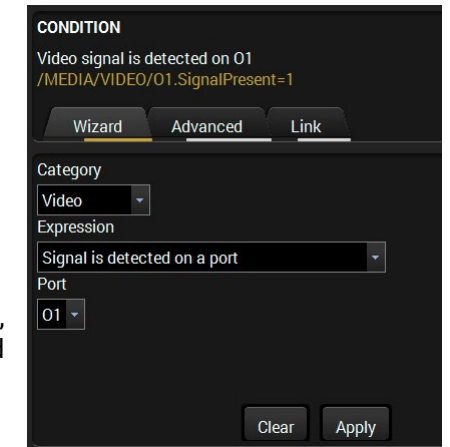 CONDITION
Video signal is detected on O1
/MEDIA/VIDEO/O1.SignalPresent=1
Wizard Advanced Link
Category
Video
Expression
Signal is detected on a port
Port
O1
Clear Apply